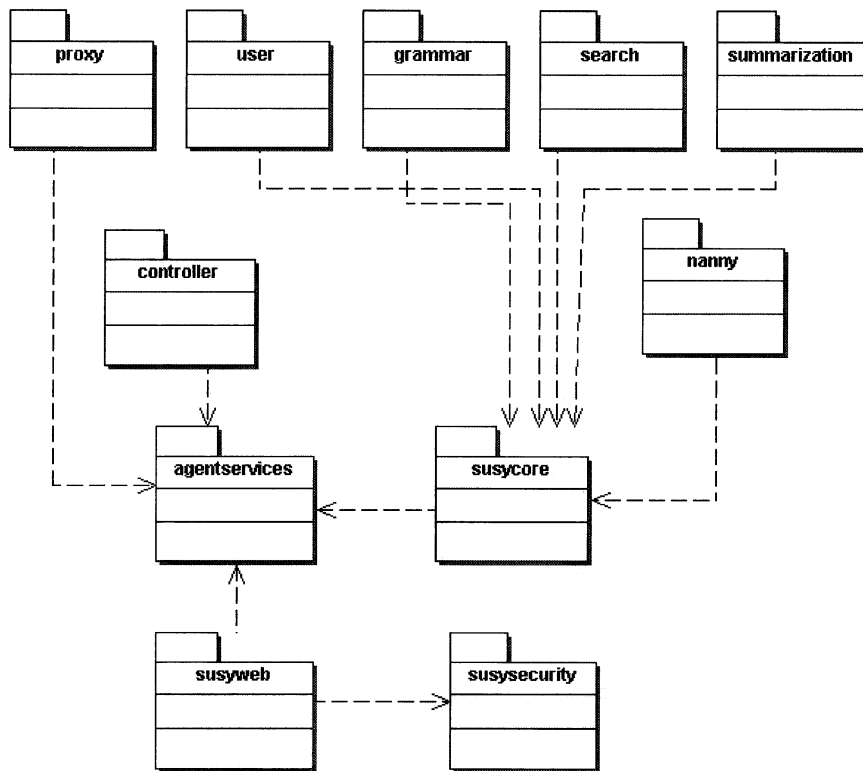 proxy
user
grammar
search
summarization
controller
nanny
agentservices
susycore
susyweb
susysecurity